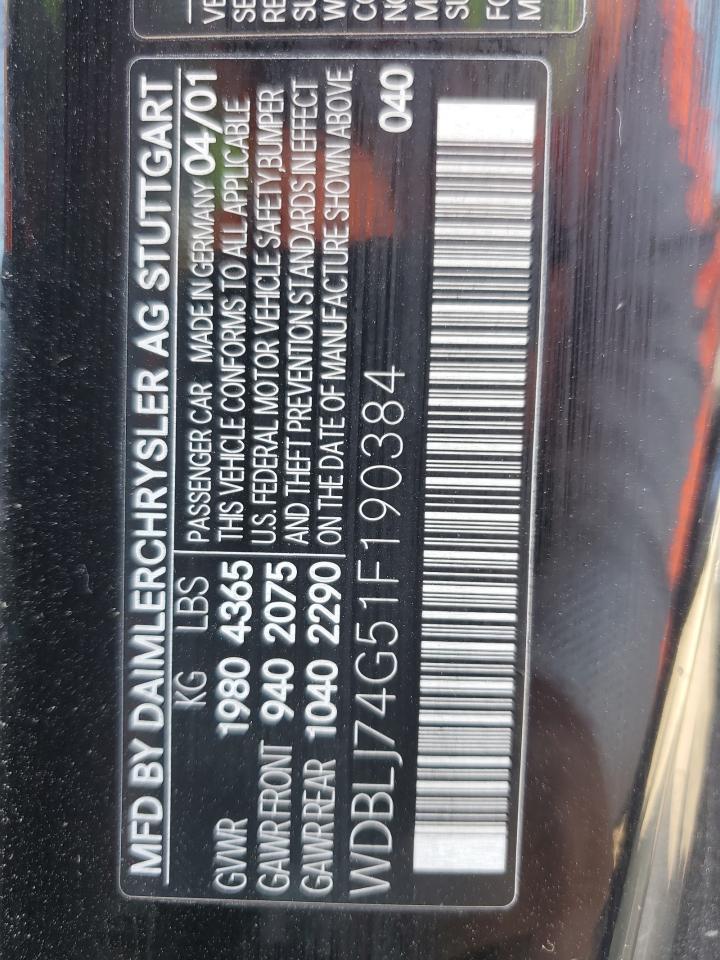 MFD BY DAIMLERCHRYSLER AG STUTTGART
KG LBS
GVWR 1980 4365
GAWR FRONT 940 2075
GAWR REAR 1040 2290
PASSENGER CAR MADE IN GERMANY 04/01
THIS VEHICLE CONFORMS TO ALL APPLICABLE
U.S. FEDERAL MOTOR VEHICLE SAFETY,BUMPER
AND THEFT PREVENTION STANDARDS IN EFFECT
ON THE DATE OF MANUFACTURE SHOWN ABOVE
WDBLJ74G51F190384 040